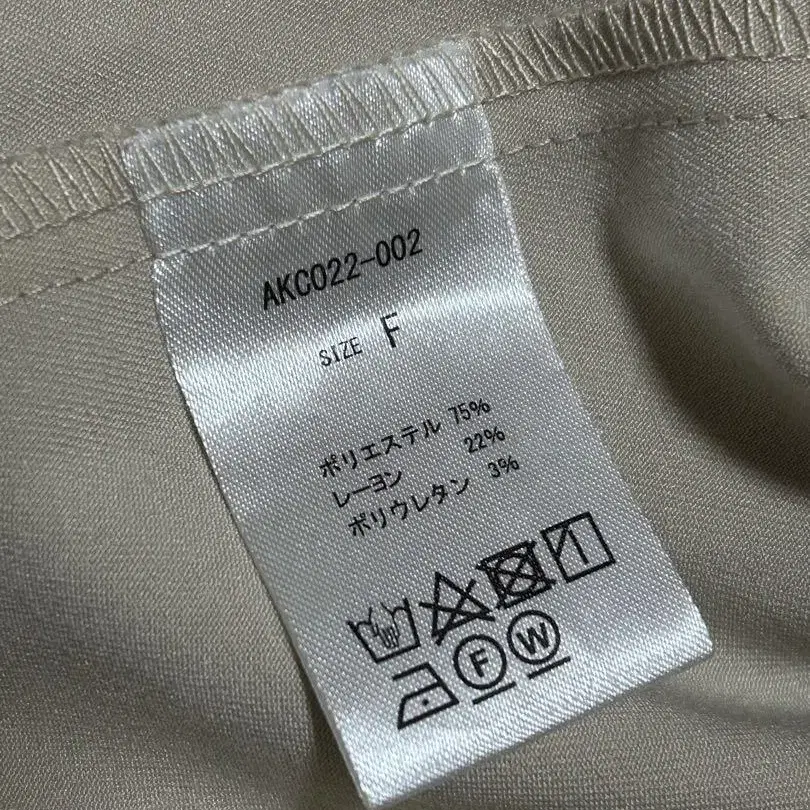 AKC022-002
SIZE F
ポリエステル 75%
レーヨン 22%
ポリウレタン 3%
F W